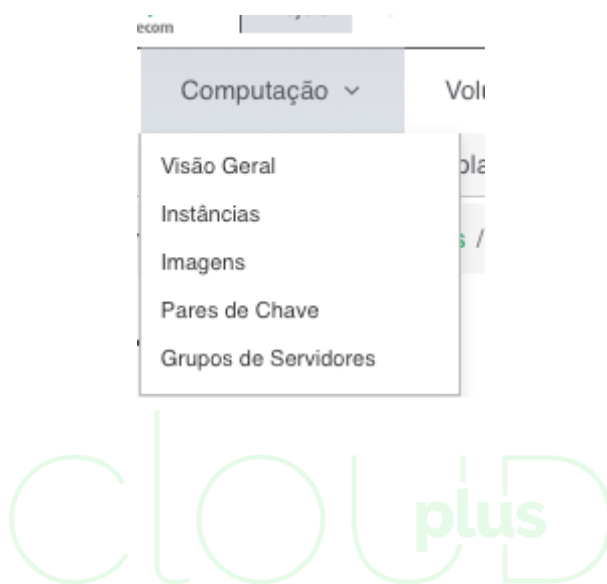 ecom
Computação
Visão Geral
Instâncias
Imagens
Pares de Chave
Grupos de Servidores
clOUD
plus